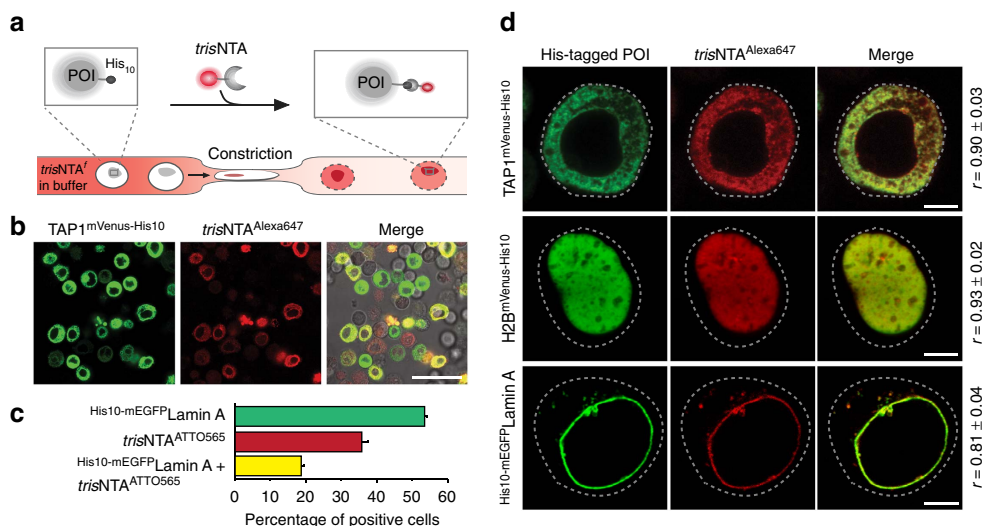 a
POI
His10
trisNTA
POI
trisNTAf
in buffer
Constriction
b
TAP1mVenus-His10
trisNTAAlexa647
Merge
c
His10-mEGFPLamin A
trisNTAATTO565
His10-mEGFPLamin A +
trisNTAATTO565
0 10 20 30 40 50 60
Percentage of positive cells
d
His-tagged POI
trisNTAAlexa647
Merge
TAP1mVenus-His10
r = 0.90 ± 0.03
H2BmVenus-His10
r = 0.93 ± 0.02
His10-mEGFPLamin A
r = 0.81 ± 0.04